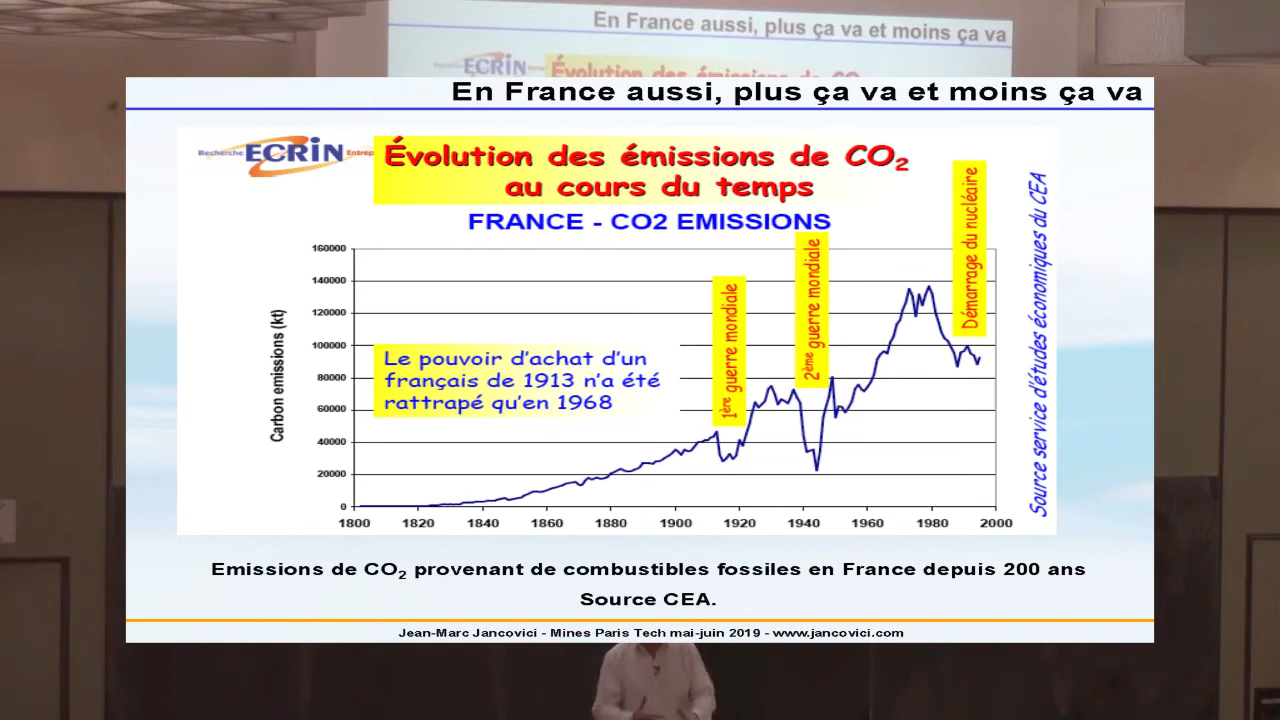 En France aussi, plus ça va et moins ça va
ECRIN
Évolution des émissions de CO
En France aussi, plus ça va et moins ça va
Recherche ECRIN Entrep
Évolution des émissions de CO₂
au cours du temps
FRANCE - CO2 EMISSIONS
Carbon emissions (kt)
160000
140000
120000
100000
80000
60000
40000
20000
0
1800 1820 1840 1860 1880 1900 1920 1940 1960 1980 2000
Le pouvoir d'achat d'un
français de 1913 n'a été
rattrapé qu'en 1968
1ère guerre mondiale
2ème guerre mondiale
Démarrage du nucléaire
Source service d'études économiques du CEA
Emissions de CO₂ provenant de combustibles fossiles en France depuis 200 ans
Source CEA.
Jean-Marc Jancovici - Mines Paris Tech mai-juin 2019 - www.jancovici.com